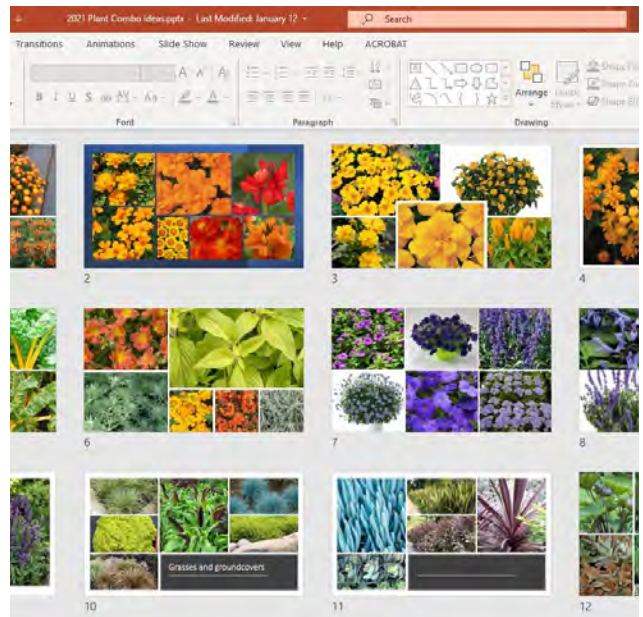 2021 Plant Combo Ideas.pptx - Last Modified: January 12
Search
Transitions Animations Slide Show Review View Help ACROBAT
Arrange
Font Paragraph Drawing
2 3 4
6 7 8
Grasses and groundcovers
10 11 12